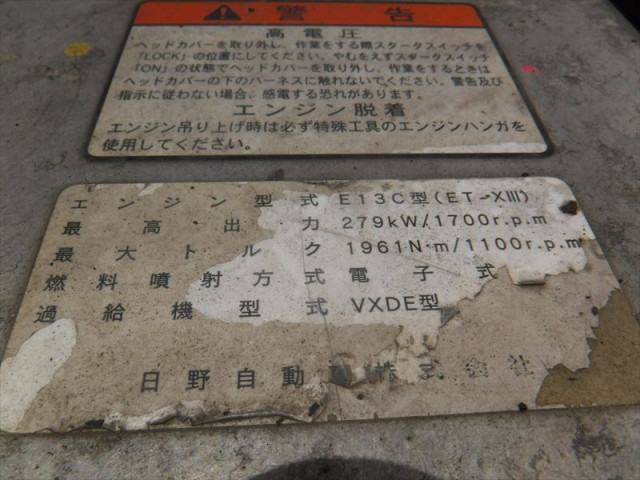 警告
高電圧
ヘッドカバーを取り外し、作業をする際スタータスイッチを
「LOCK」の位置にしてください。やむをえずスタータスイッチ
「ON」の状態でヘッドカバーを取り外し、作業をするときは
ヘッドカバーの下のハーネスに触れないでください。警告及び
指示に従わない場合、感電する恐れがあります。
エンジン脱着
エンジン吊り上げ時は必ず特殊工具のエンジンハンガを
使用してください。
エンジン型式 E13C型(ET-XIII)
最高出力 279kW/1700r.p.m
最大トルク 1961N·m/1100r.p.m
燃料噴射方式 電子式
過給機型式 VXDE型
日野自動 株式会社